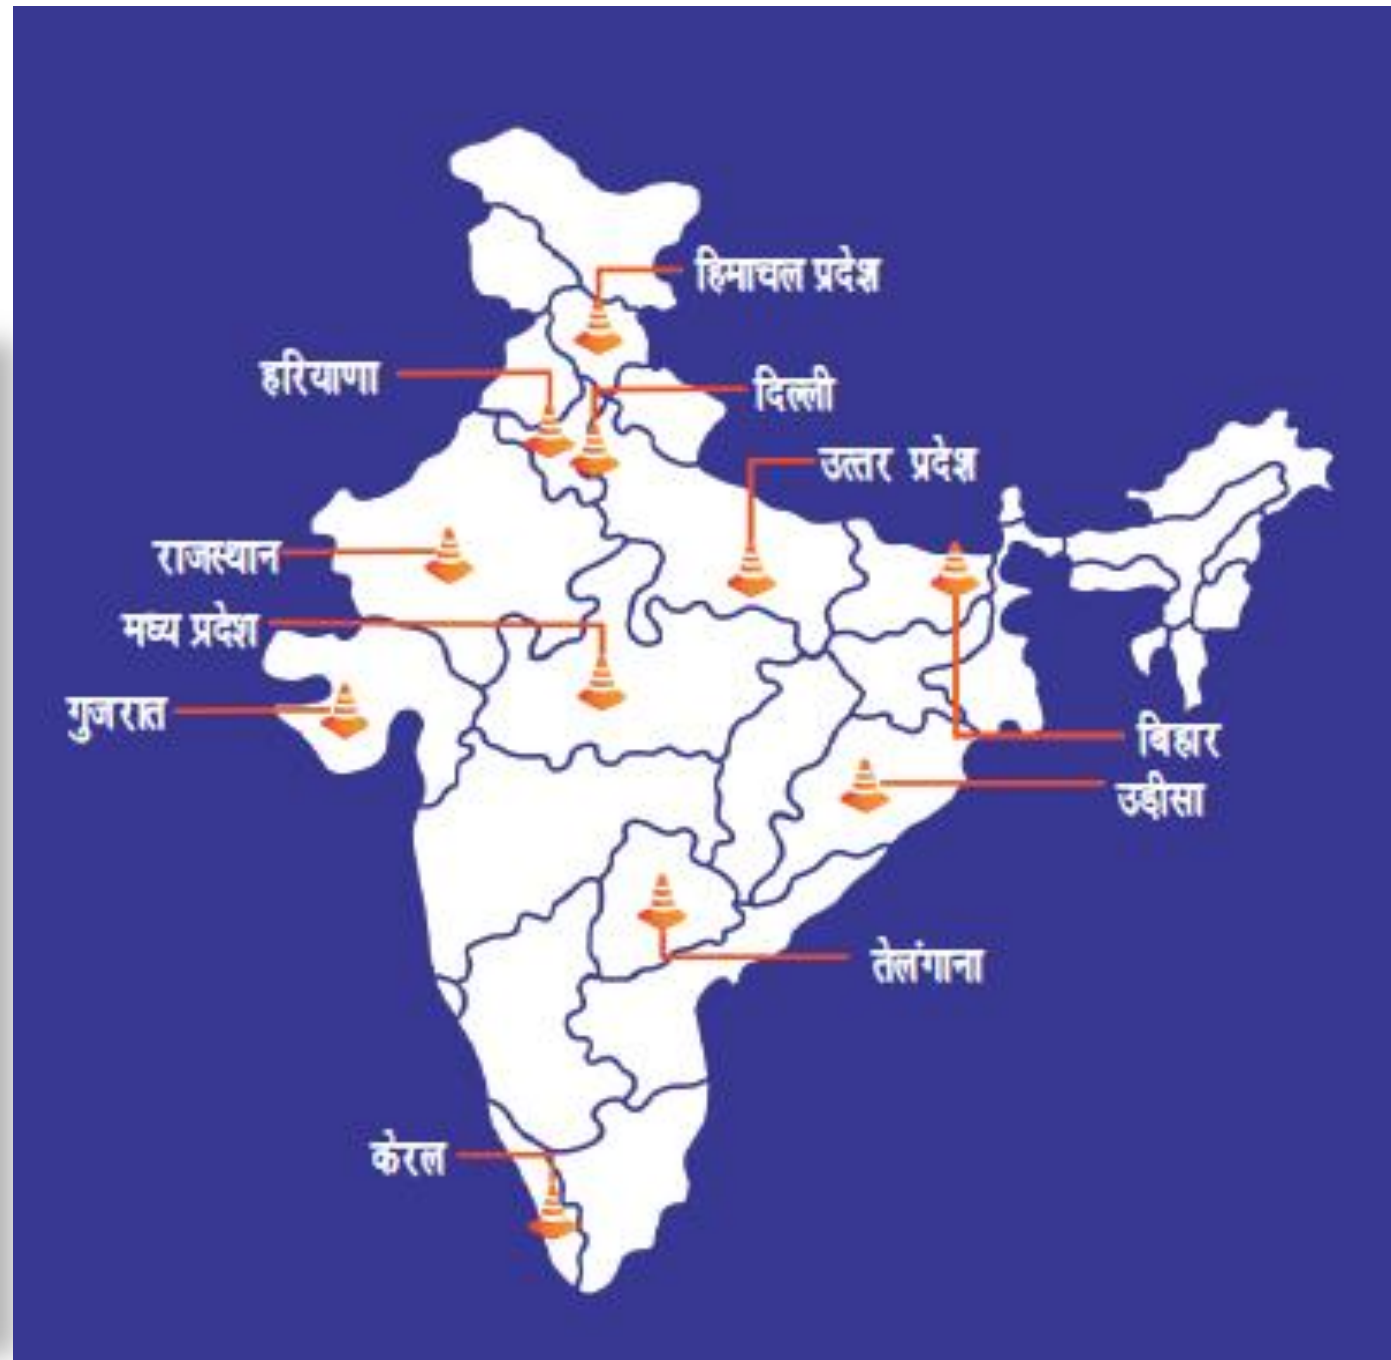 हिमाचल प्रदेश
हरियाणा
दिल्ली
उत्तर प्रदेश
राजस्थान
मध्य प्रदेश
गुजरात
बिहार
उड़ीसा
तेलंगाना
केरल